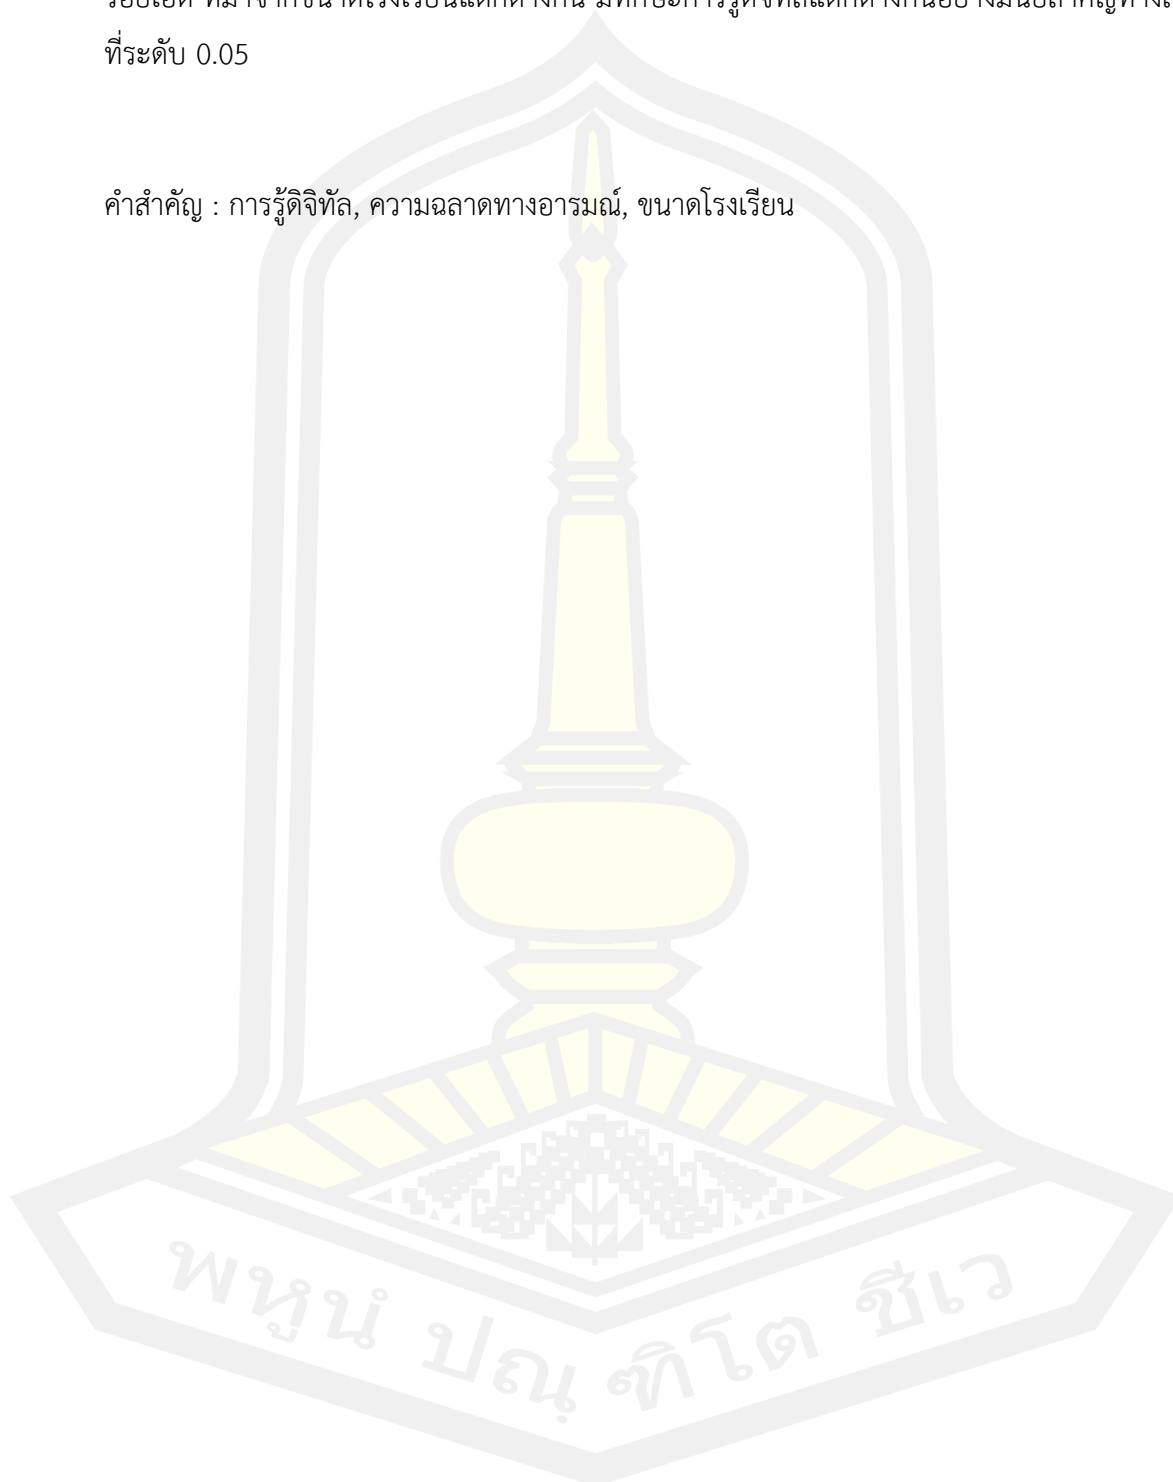 ร้อยเอ็ด ที่มาจากขนาดโรงเรียนแตกต่างกัน มีทักษะการรู้ดิจิทัลแตกต่างกันอย่างมีนัยสำคัญทาง
ที่ระดับ 0.05
คำสำคัญ : การรู้ดิจิทัล, ความฉลาดทางอารมณ์, ขนาดโรงเรียน
พหูนํ ปณฺฑิโต ชีเว